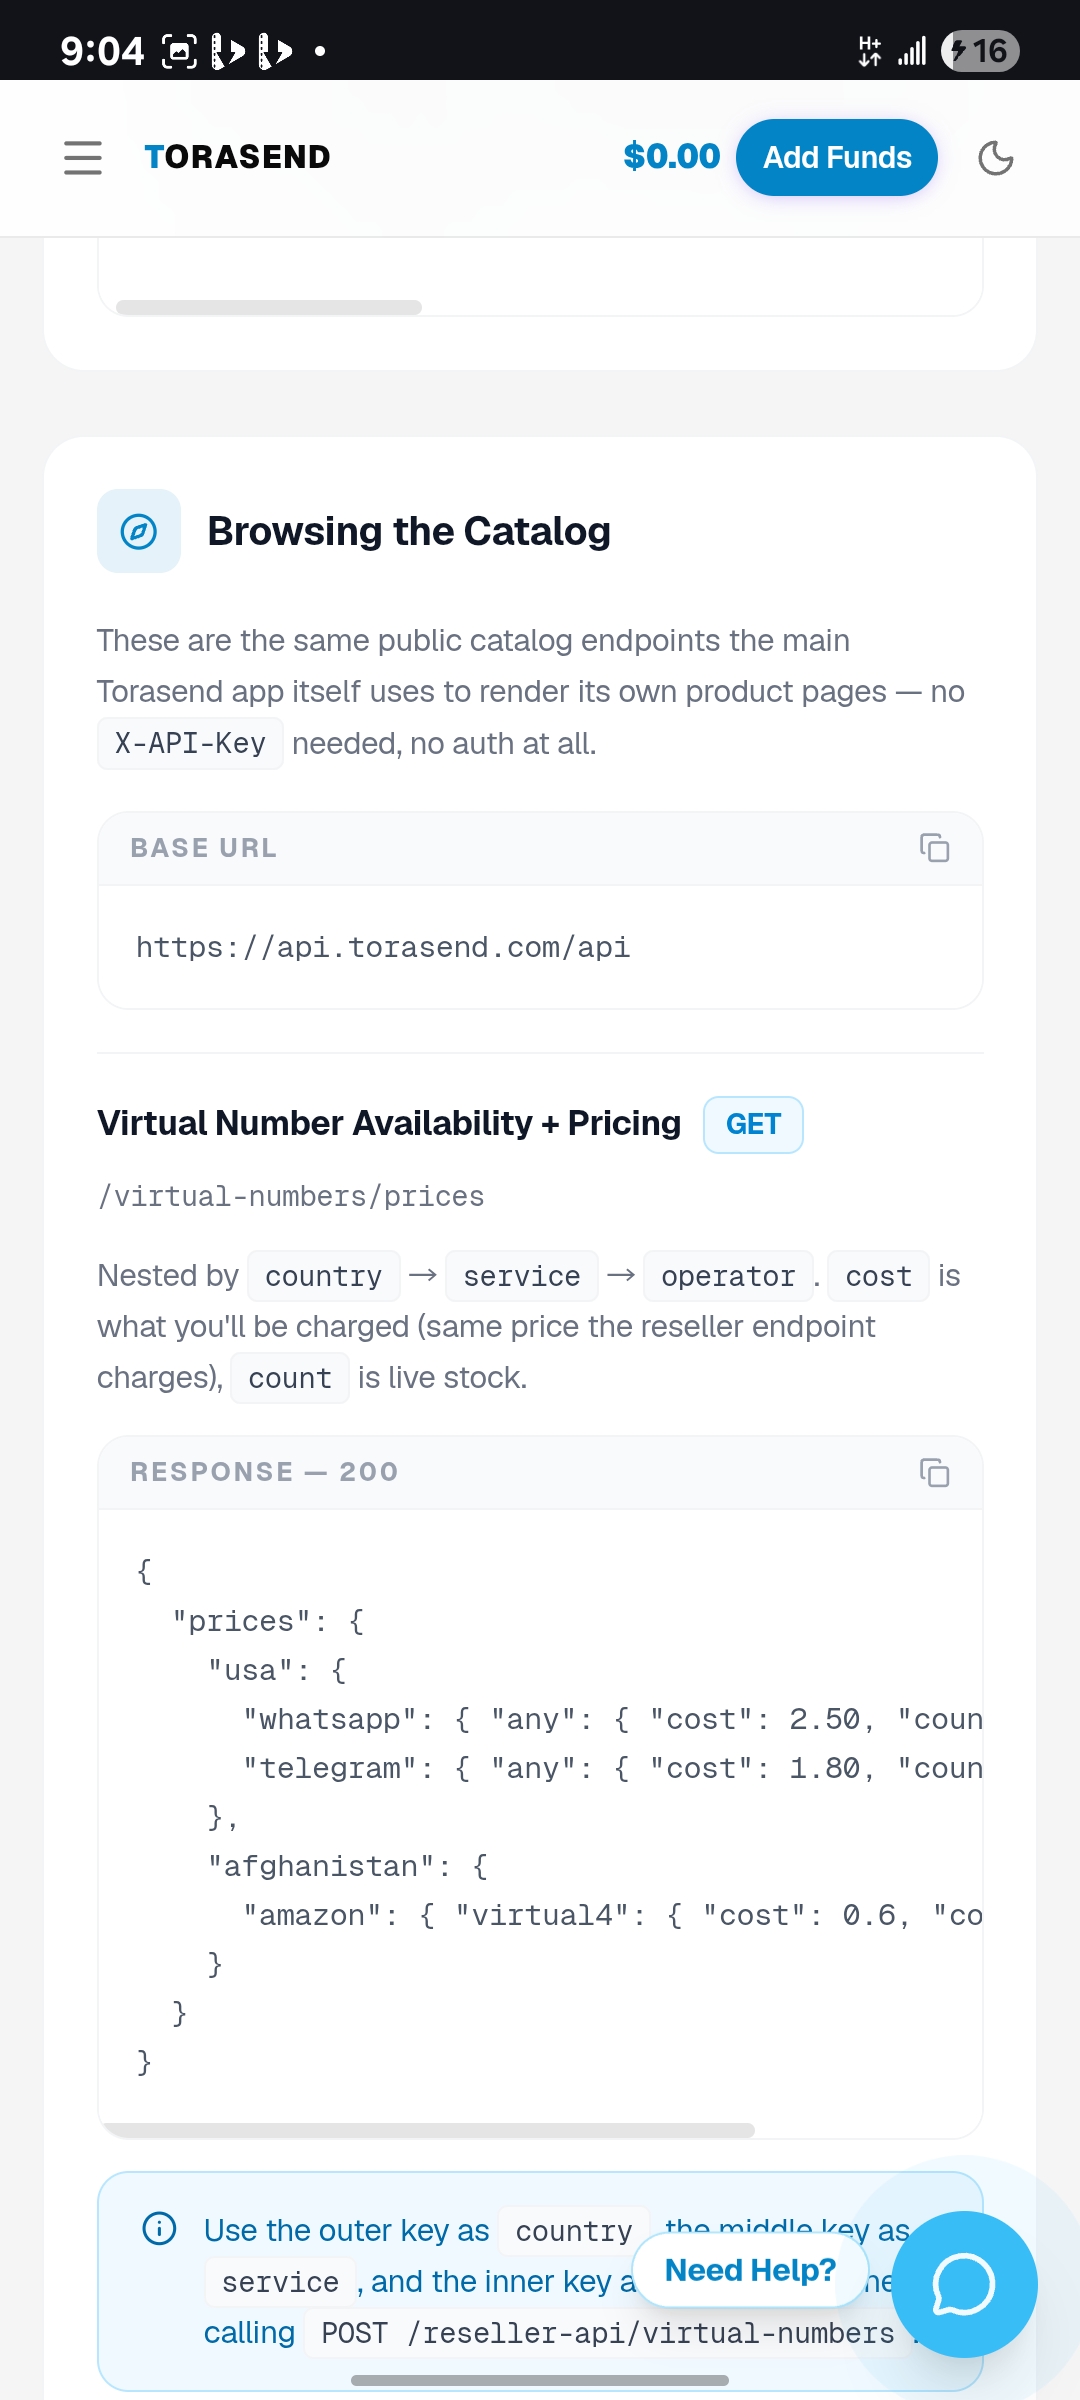 9:04
H+
16
TORASEND
$0.00
Add Funds
Browsing the Catalog
These are the same public catalog endpoints the main
Torasend app itself uses to render its own product pages — no
X-API-Key needed, no auth at all.
BASE URL
https://api.torasend.com/api
Virtual Number Availability + Pricing GET
/virtual-numbers/prices
Nested by country → service → operator . cost is
what you'll be charged (same price the reseller endpoint
charges), count is live stock.
RESPONSE — 200
{
"prices": {
"usa": {
"whatsapp": { "any": { "cost": 2.50, "coun
"telegram": { "any": { "cost": 1.80, "coun
},
"afghanistan": {
"amazon": { "virtual4": { "cost": 0.6, "co
}
}
}
Use the outer key as country the middle key as
service , and the inner key
calling POST /reseller-api/virtual-numbers
Need Help?